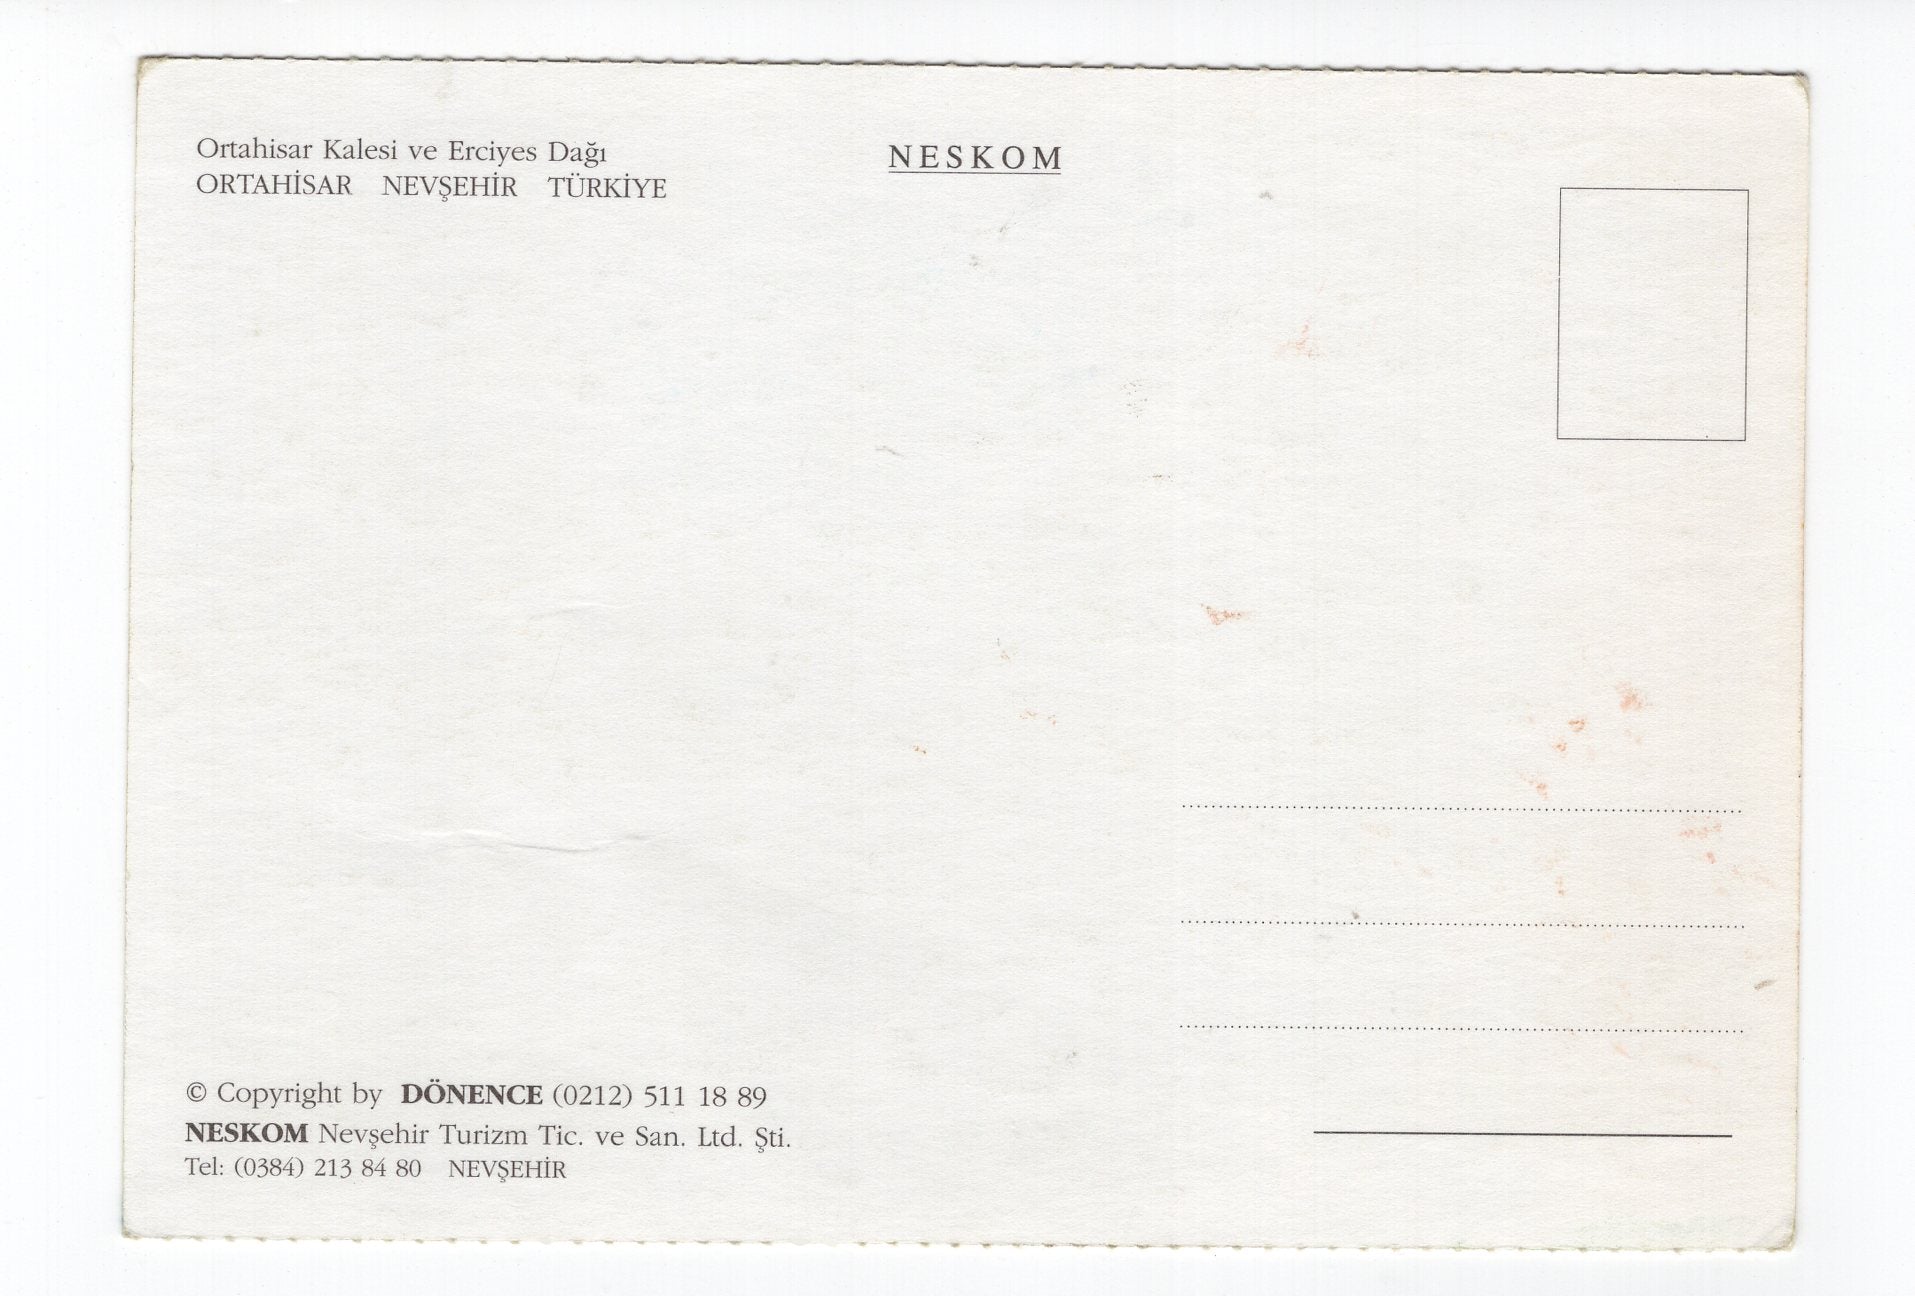 Ortahisar Kalesi ve Erciyes Dağı
ORTAHİSAR NEVŞEHİR TÜRKİYE
NESKOM
© Copyright by DÖNENCE (0212) 511 18 89
NESKOM Nevşehir Turizm Tic. ve San. Ltd. Şti.
Tel: (0384) 213 84 80 NEVŞEHİR